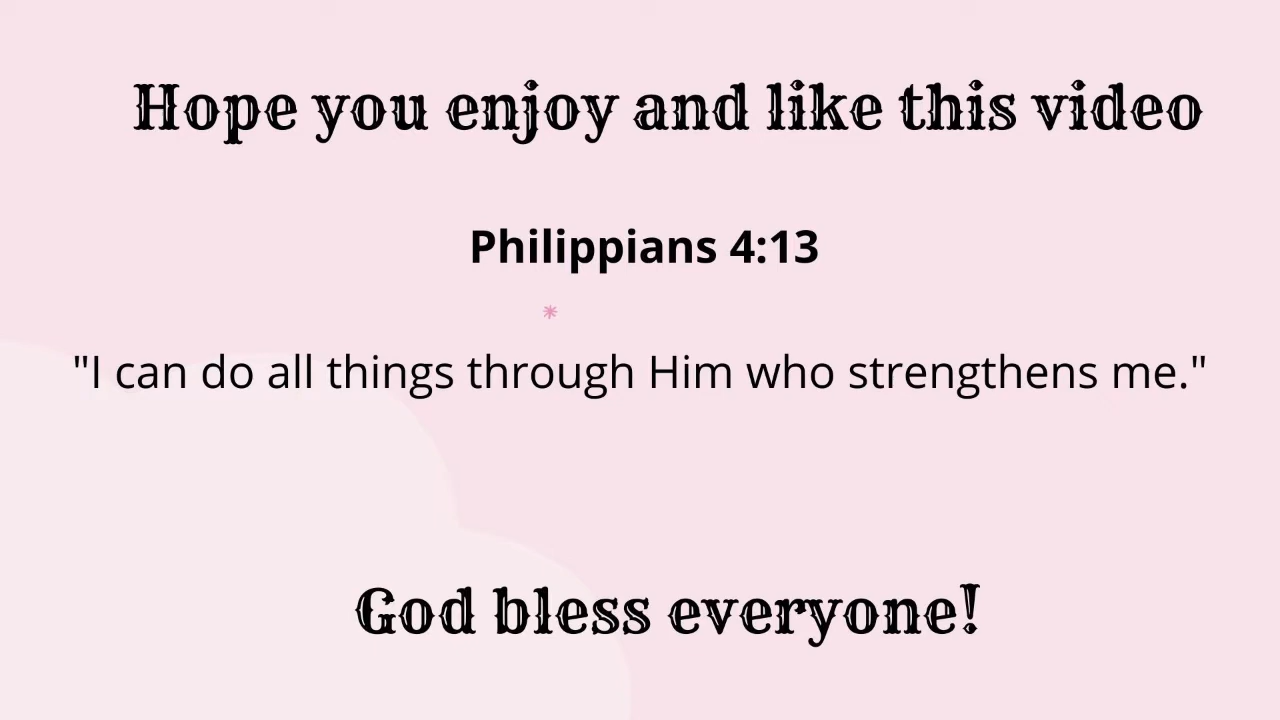 Hope you enjoy and like this video
Philippians 4:13
"I can do all things through Him who strengthens me."
God bless everyone!